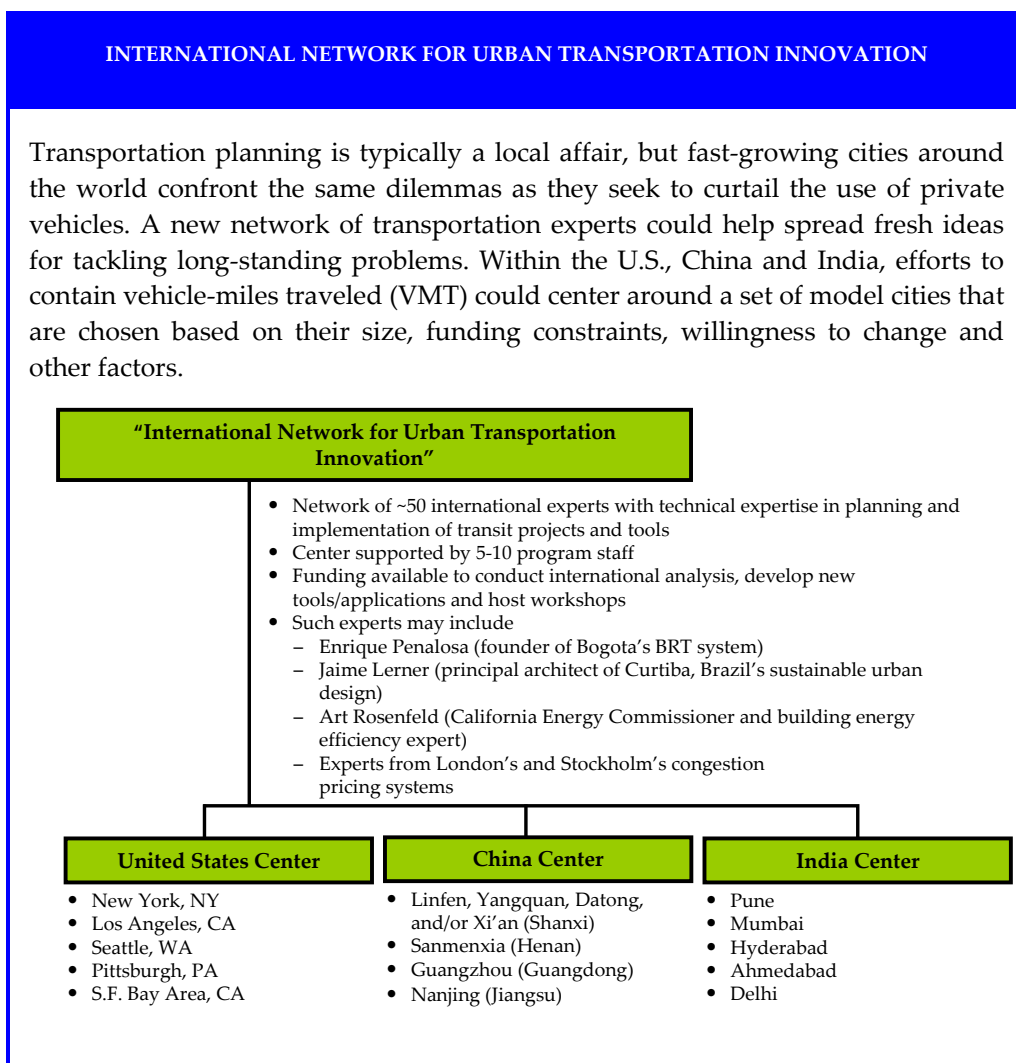 INTERNATIONAL NETWORK FOR URBAN TRANSPORTATION INNOVATION
Transportation planning is typically a local affair, but fast-growing cities around
the world confront the same dilemmas as they seek to curtail the use of private
vehicles. A new network of transportation experts could help spread fresh ideas
for tackling long-standing problems. Within the U.S., China and India, efforts to
contain vehicle-miles traveled (VMT) could center around a set of model cities that
are chosen based on their size, funding constraints, willingness to change and
other factors.
“International Network for Urban Transportation
Innovation”
• Network of ~50 international experts with technical expertise in planning and
implementation of transit projects and tools
• Center supported by 5-10 program staff
• Funding available to conduct international analysis, develop new
tools/applications and host workshops
• Such experts may include
– Enrique Penalosa (founder of Bogota’s BRT system)
– Jaime Lerner (principal architect of Curtiba, Brazil’s sustainable urban
design)
– Art Rosenfeld (California Energy Commissioner and building energy
efficiency expert)
– Experts from London’s and Stockholm’s congestion
pricing systems
United States Center
• New York, NY
• Los Angeles, CA
• Seattle, WA
• Pittsburgh, PA
• S.F. Bay Area, CA
China Center
• Linfen, Yangquan, Datong,
and/or Xi’an (Shanxi)
• Sanmenxia (Henan)
• Guangzhou (Guangdong)
• Nanjing (Jiangsu)
India Center
• Pune
• Mumbai
• Hyderabad
• Ahmedabad
• Delhi